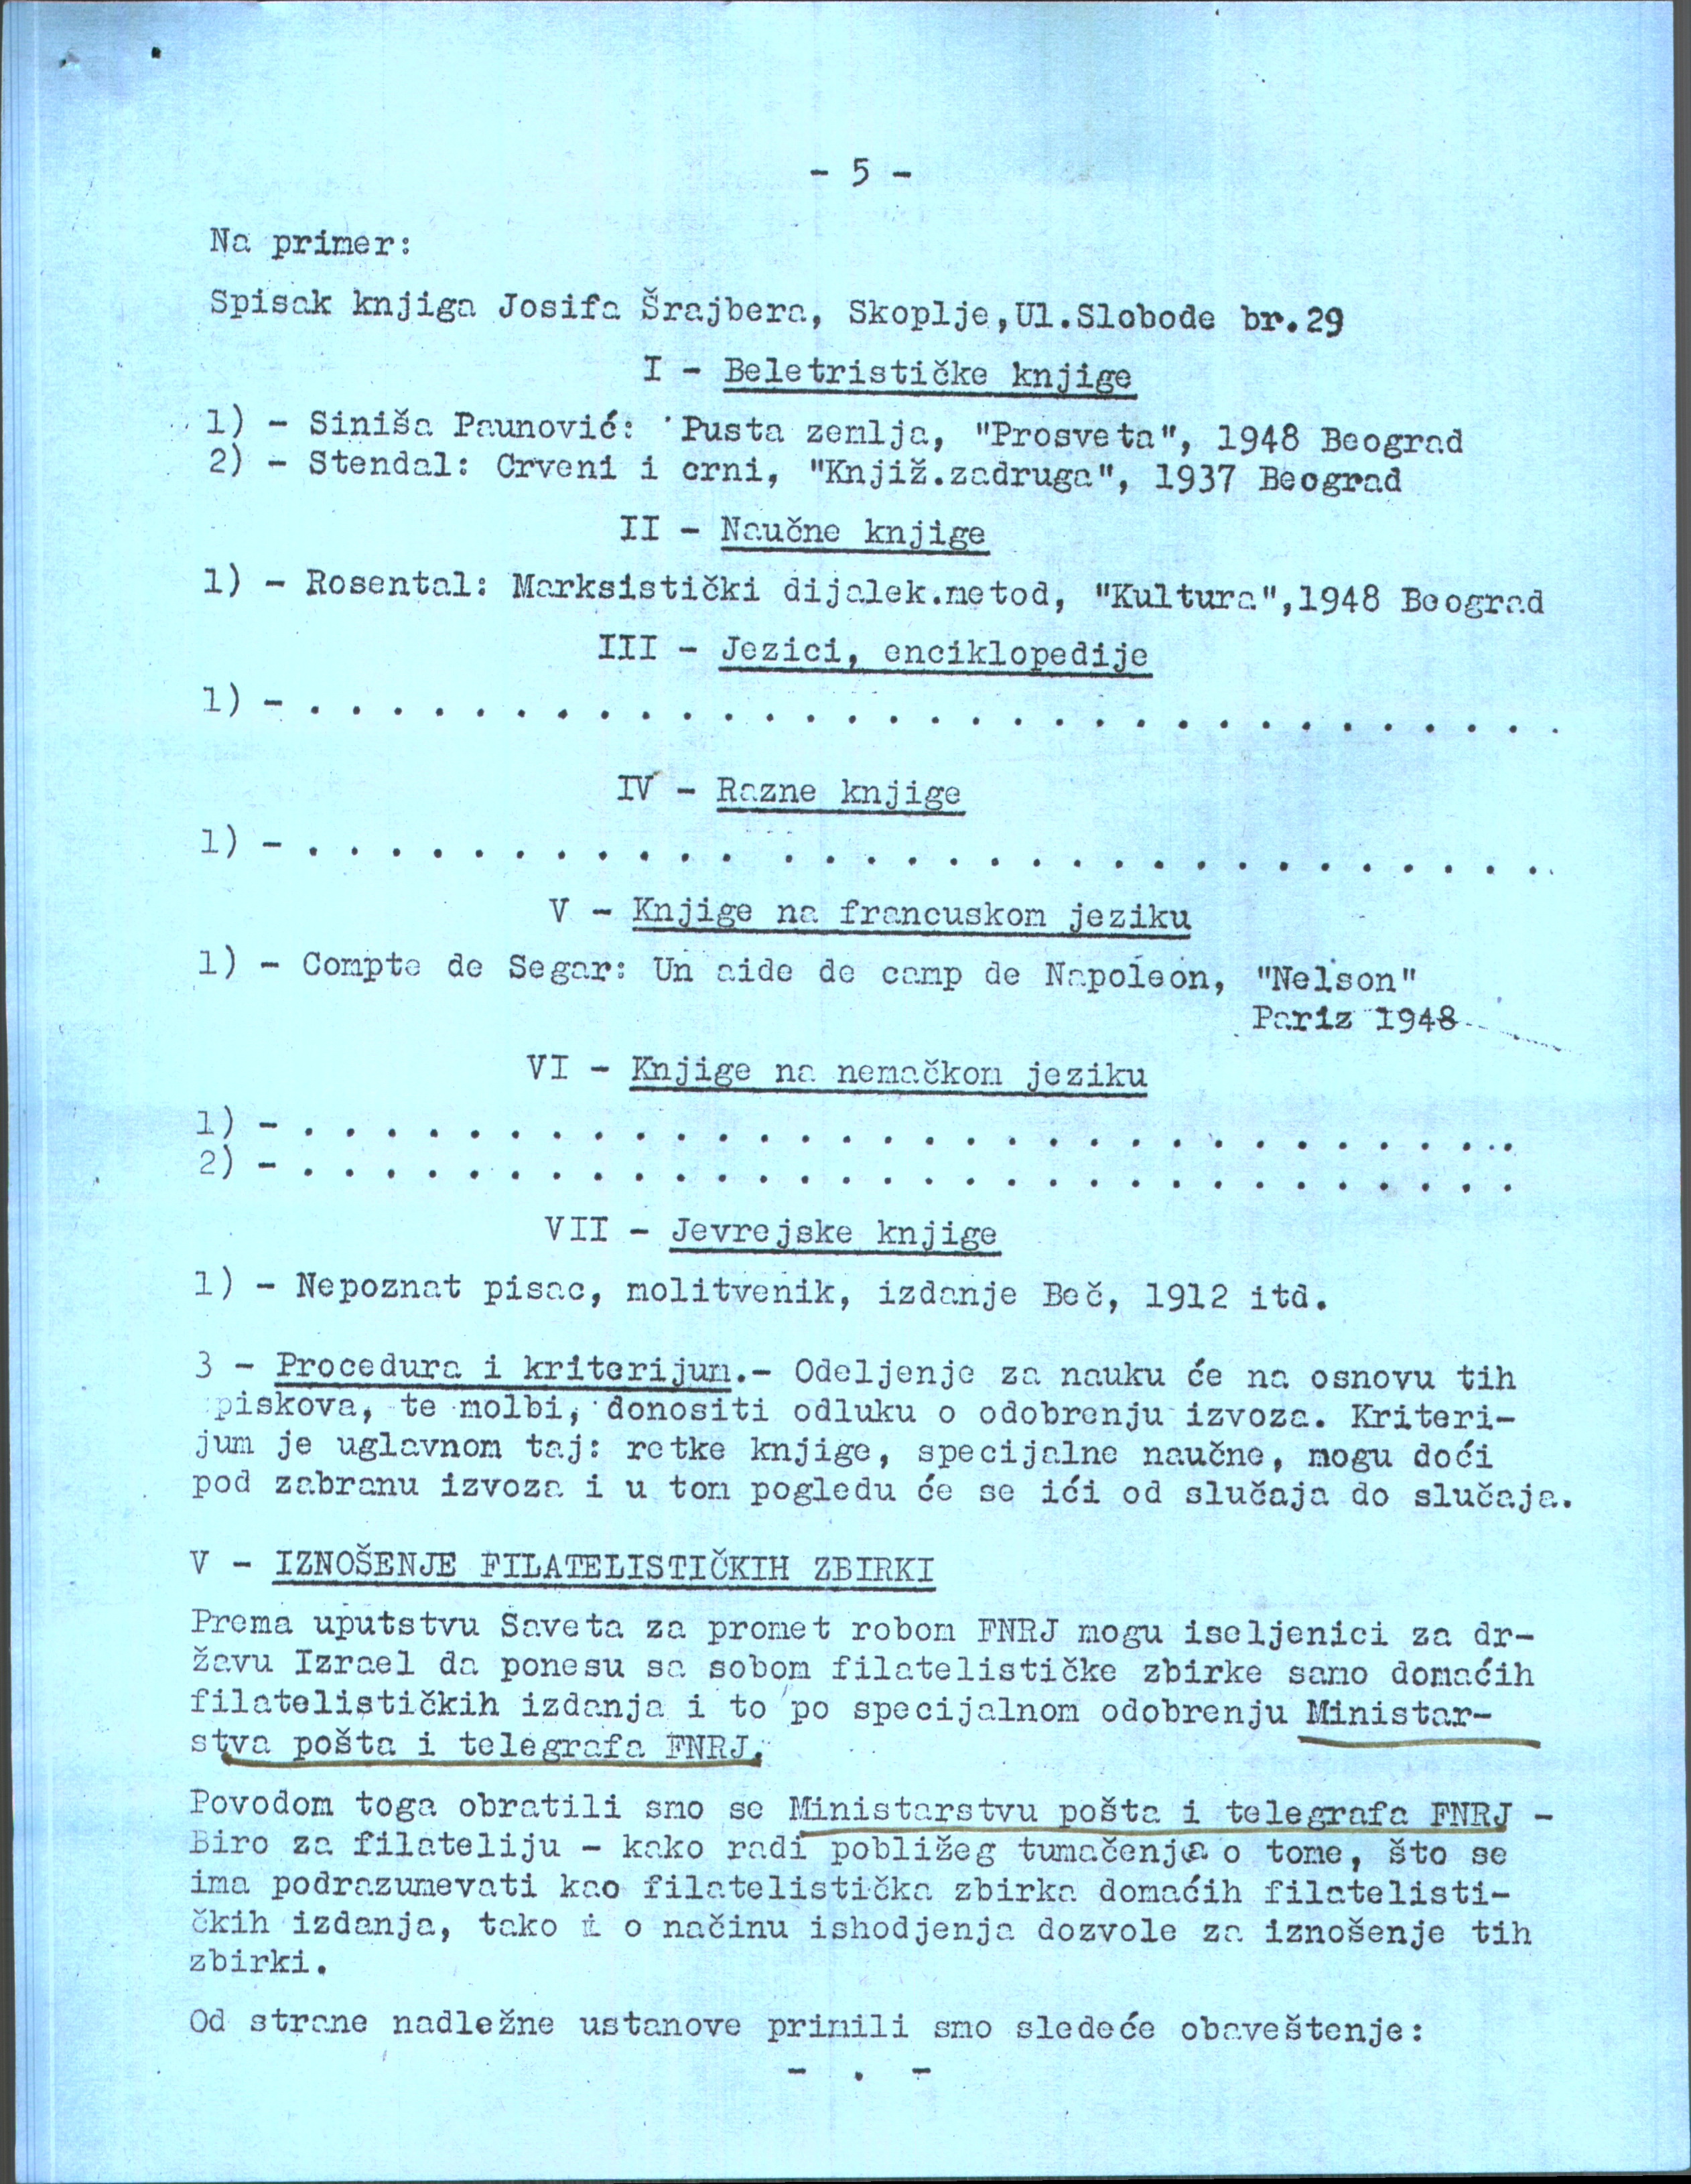 - 5 -
Na primer:
Spisak knjiga Josifa Šrajbera, Skoplje,Ul.Slobode br.29
I - Beletrističke knjige
1) - Siniša Paunović: Pusta zemlja, "Prosveta", 1948 Beograd
2) - Stendal: Crveni i crni, "Knjiž.zadruga", 1937 Beograd
II - Naučne knjige
1) - Rosental: Marksistički dijalek.metod, "Kultura",1948 Beograd
III - Jezici, enciklopedije
1) - . . . . . . . . . . . . . . . . . . . . . . . . . . . . . . .
IV - Razne knjige
1) - . . . . . . . . . . . . . . . . . . . . . . . . . . . . . . .
V - Knjige na francuskom jeziku
1) - Compte de Segar: Un aide de camp de Napoleon, "Nelson"
Pariz 1948
VI - Knjige na nemačkom jeziku
1) - . . . . . . . . . . . . . . . . . . . . . . . . . . . . . . .
2) - . . . . . . . . . . . . . . . . . . . . . . . . . . . . . .
VII - Jevrejske knjige
1) - Nepoznat pisac, molitvenik, izdanje Beč, 1912 itd.
3 - Procedura i kriterijum.- Odeljenje za nauku će na osnovu tih
piskova, te molbi, donositi odluku o odobrenju izvoza. Kriteri-
jum je uglavnom taj: retke knjige, specijalne naučne, mogu doći
pod zabranu izvoza i u tom pogledu će se ići od slučaja do slučaja.
V - IZNOŠENJE FILATELISTIČKIH ZBIRKI
Prema uputstvu Saveta za promet robom FNRJ mogu iseljenici za dr-
žavu Izrael da ponesu sa sobom filatelističke zbirke samo domaćih
filatelističkih izdanja i to po specijalnom odobrenju Ministar-
stva pošta i telegrafa FNRJ.
Povodom toga obratili smo se Ministarstvu pošta i telegrafa FNRJ -
Biro za filateliju - kako radi pobližeg tumačenja o tome, što se
ima podrazumevati kao filatelistička zbirka domaćih filatelisti-
čkih izdanja, tako i o načinu ishodjenja dozvole za iznošenje tih
zbirki.
Od strane nadležne ustanove primili smo sledeće obaveštenje:
- . -